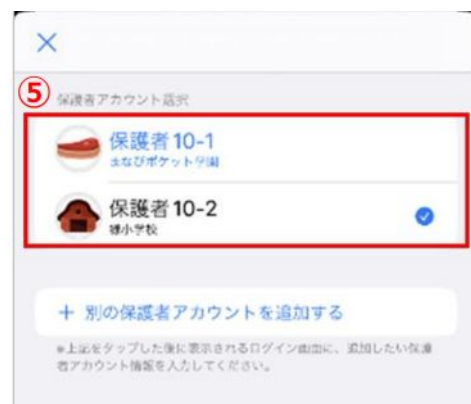 ⑤
保護者アカウント選択
保護者 10-1
まなびポケット学園
保護者 10-2
小学校
+ 別の保護者アカウントを追加する
※上記をタップした後に表示されるログイン画面に、追加したい保護
者アカウント情報を入力してください。